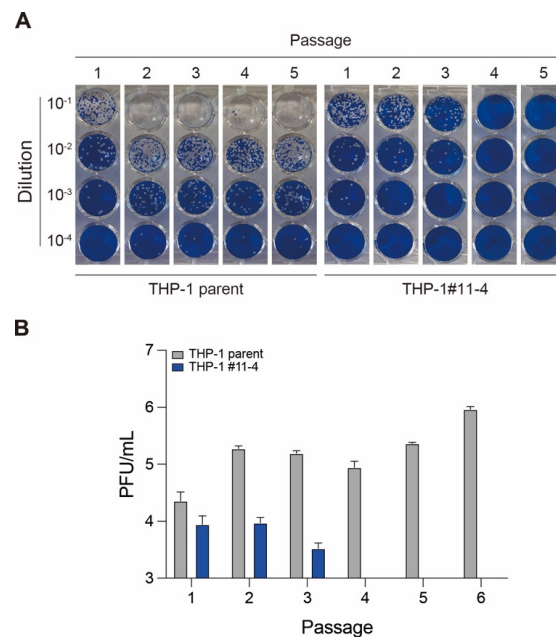 A
Passage
1 2 3 4 5 1 2 3 4 5
Dilution
10-1
10-2
10-3
10-4
THP-1 parent THP-1#11-4
B
THP-1 parent
THP-1 #11-4
PFU/mL
7
6
5
4
3
1 2 3 4 5 6
Passage